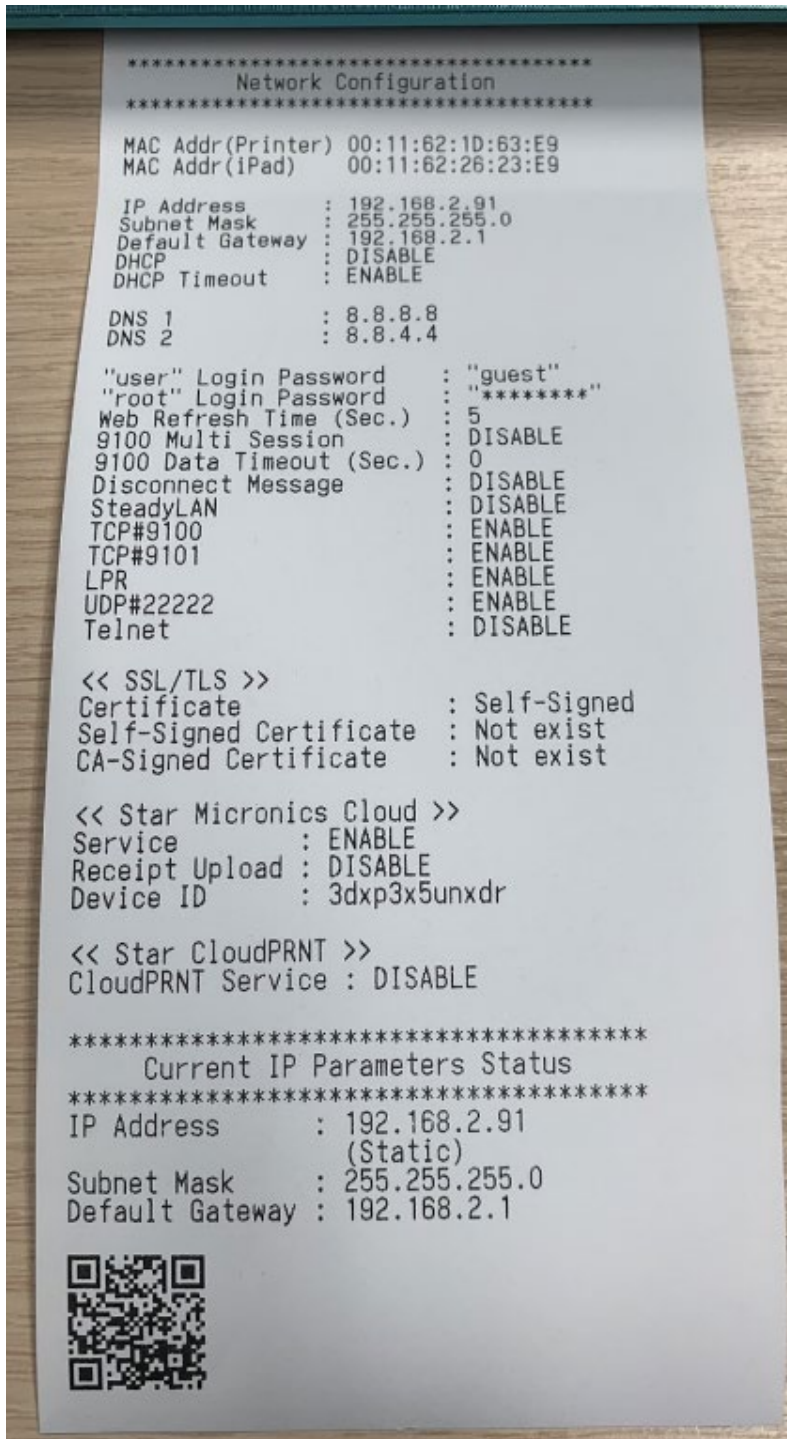 ***************************************
Network Configuration
***************************************
MAC Addr(Printer) 00:11:62:1D:63:E9
MAC Addr(iPad) 00:11:62:26:23:E9
IP Address : 192.168.2.91
Subnet Mask : 255.255.255.0
Default Gateway : 192.168.2.1
DHCP : DISABLE
DHCP Timeout : ENABLE
DNS 1 : 8.8.8.8
DNS 2 : 8.8.4.4
"user" Login Password : "guest"
"root" Login Password : "********"
Web Refresh Time (Sec.) : 5
9100 Multi Session : DISABLE
9100 Data Timeout (Sec.) : 0
Disconnect Message : DISABLE
SteadyLAN : DISABLE
TCP#9100 : ENABLE
TCP#9101 : ENABLE
LPR : ENABLE
UDP#22222 : ENABLE
Telnet : DISABLE
<< SSL/TLS >>
Certificate : Self-Signed
Self-Signed Certificate : Not exist
CA-Signed Certificate : Not exist
<< Star Micronics Cloud >>
Service : ENABLE
Receipt Upload : DISABLE
Device ID : 3dxp3x5unxdr
<< Star CloudPRNT >>
CloudPRNT Service : DISABLE
***************************************
Current IP Parameters Status
***************************************
IP Address : 192.168.2.91
(Static)
Subnet Mask : 255.255.255.0
Default Gateway : 192.168.2.1